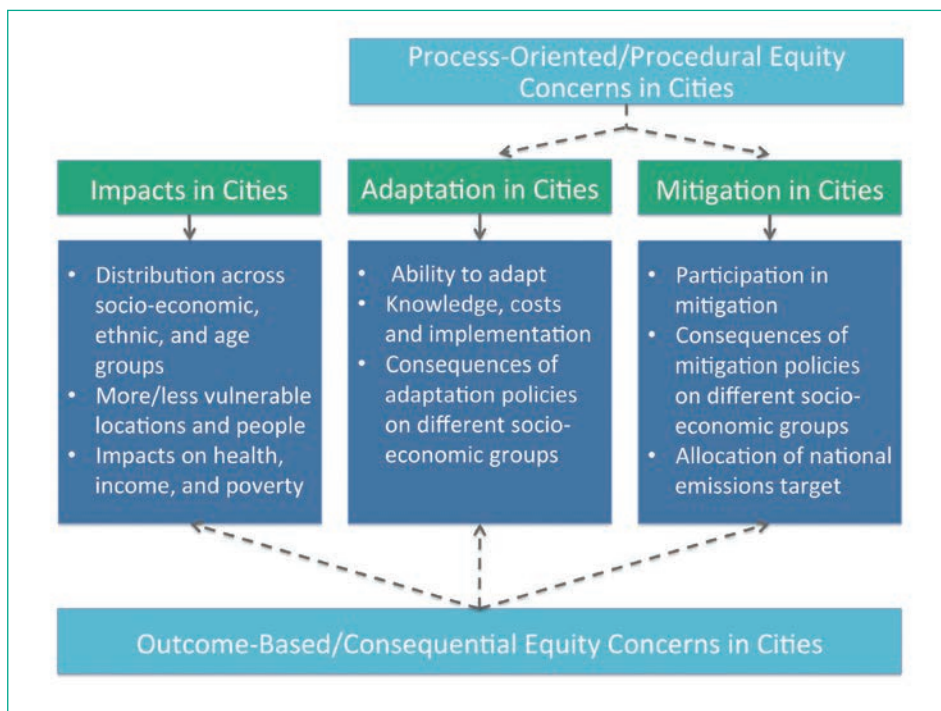 Process-Oriented/Procedural Equity
Concerns in Cities
Impacts in Cities
Adaptation in Cities
Mitigation in Cities
• Distribution across
socio-economic,
ethnic, and age
groups
• More/less vulnerable
locations and people
• Impacts on health,
income, and poverty
• Ability to adapt
• Knowledge, costs
and implementation
• Consequences of
adaptation policies
on different socio-
economic groups
• Participation in
mitigation
• Consequences of
mitigation policies
on different socio-
economic groups
• Allocation of national
emissions target
Outcome-Based/Consequential Equity Concerns in Cities